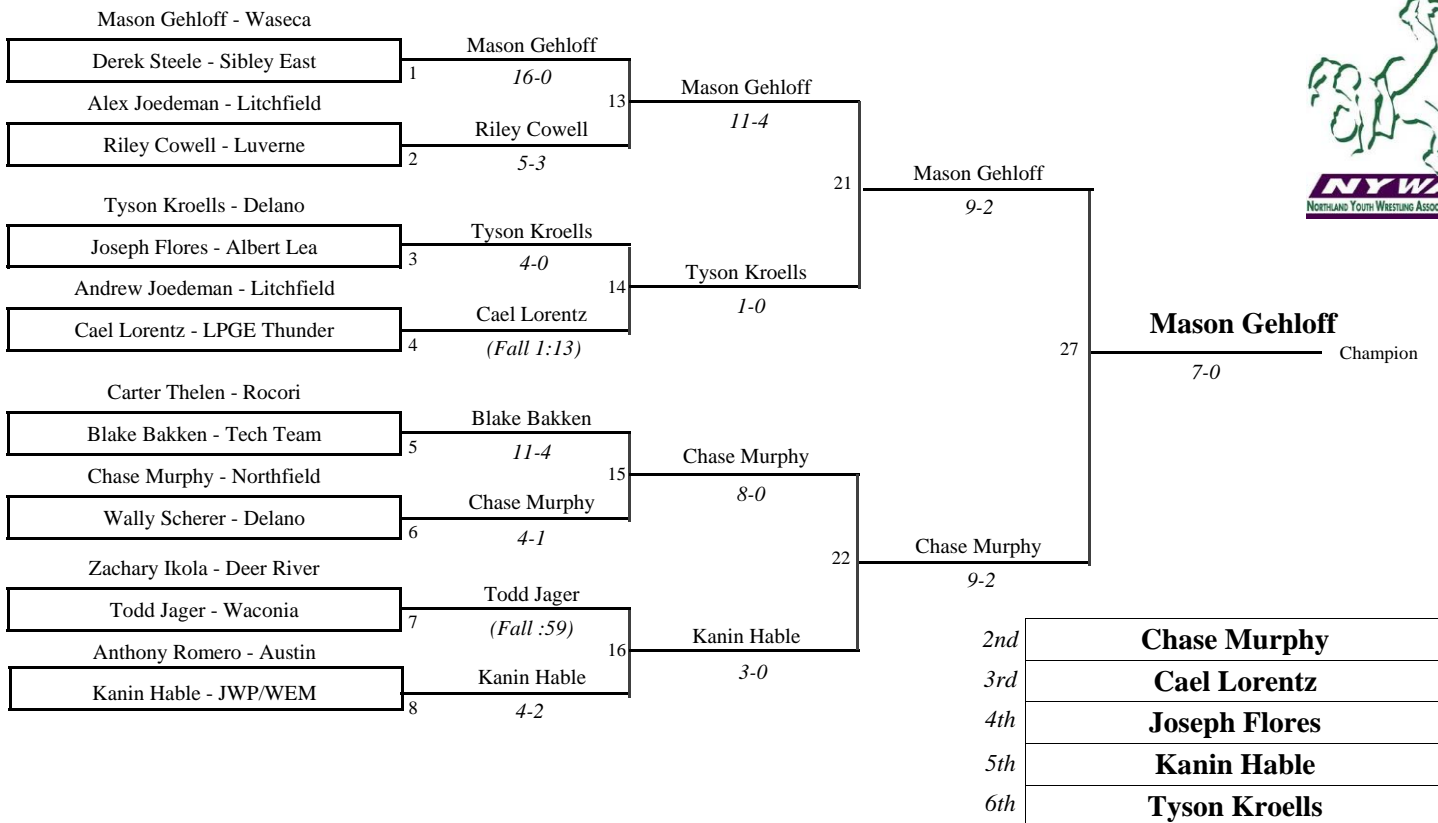 Mason Gehloff - Waseca
Derek Steele - Sibley East
1
Alex Joedeman - Litchfield
Riley Cowell - Luverne
2
Tyson Kroells - Delano
Joseph Flores - Albert Lea
3
Andrew Joedeman - Litchfield
Cael Lorentz - LPGE Thunder
4
Carter Thelen - Rocori
Blake Bakken - Tech Team
5
Chase Murphy - Northfield
Wally Scherer - Delano
6
Zachary Ikola - Deer River
Todd Jager - Waconia
7
Anthony Romero - Austin
Kanin Hable - JWP/WEM
8
Mason Gehloff
16-0
13
Riley Cowell
5-3
Tyson Kroells
4-0
14
Cael Lorentz
(Fall 1:13)
Blake Bakken
11-4
15
Chase Murphy
4-1
Todd Jager
(Fall :59)
16
Kanin Hable
4-2
Mason Gehloff
11-4
21
Tyson Kroells
1-0
Chase Murphy
8-0
22
Kanin Hable
3-0
Mason Gehloff
9-2
27
Chase Murphy
9-2
Mason Gehloff
Champion
7-0
2nd Chase Murphy
3rd Cael Lorentz
4th Joseph Flores
5th Kanin Hable
6th Tyson Kroells
NYWA
NORTHLAND YOUTH WRESTLING ASSOC